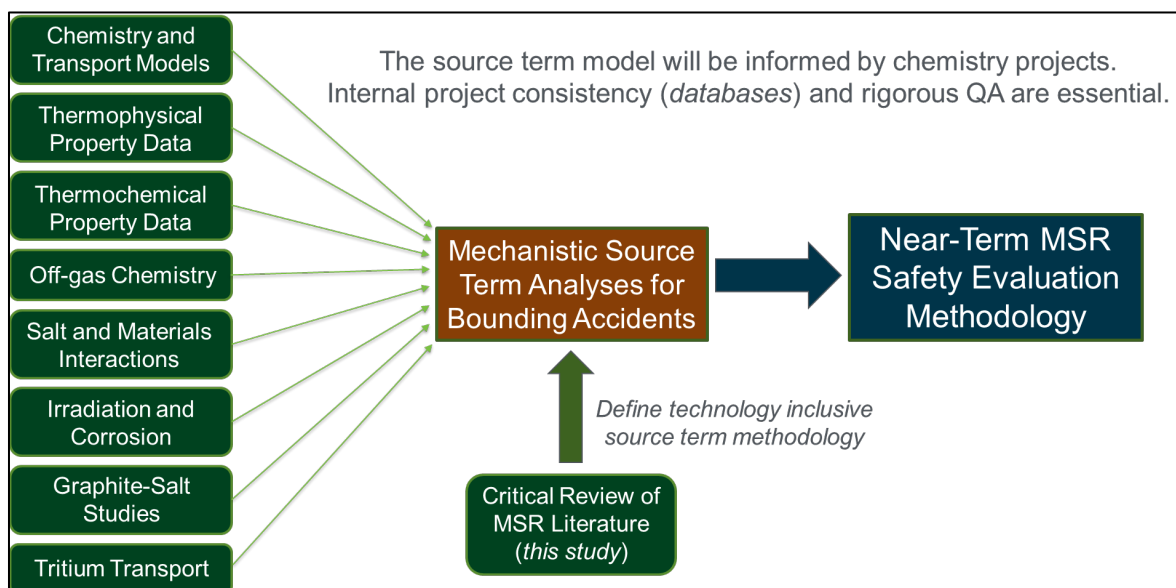 Chemistry and
Transport Models
Thermophysical
Property Data
Thermochemical
Property Data
Off-gas Chemistry
Salt and Materials
Interactions
Irradiation and
Corrosion
Graphite-Salt
Studies
Tritium Transport
The source term model will be informed by chemistry projects.
Internal project consistency (databases) and rigorous QA are essential.
Mechanistic Source
Term Analyses for
Bounding Accidents
Near-Term MSR
Safety Evaluation
Methodology
Define technology inclusive
source term methodology
Critical Review of
MSR Literature
(this study)